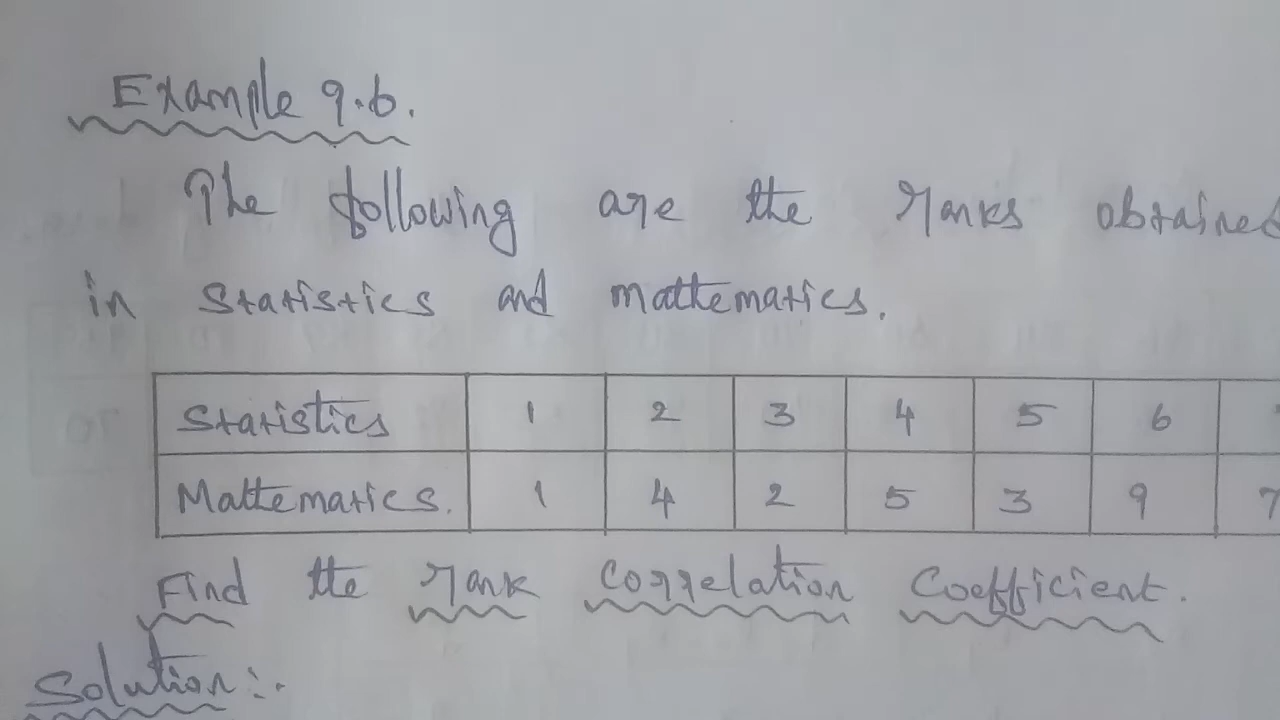 Example 9.6.
The following are the ranks obtained
in Statistics and mathematics.
Statistics 1 2 3 4 5 6
Mathematics. 1 4 2 5 3 9 7
Find the rank correlation Coefficient.
Solution:-